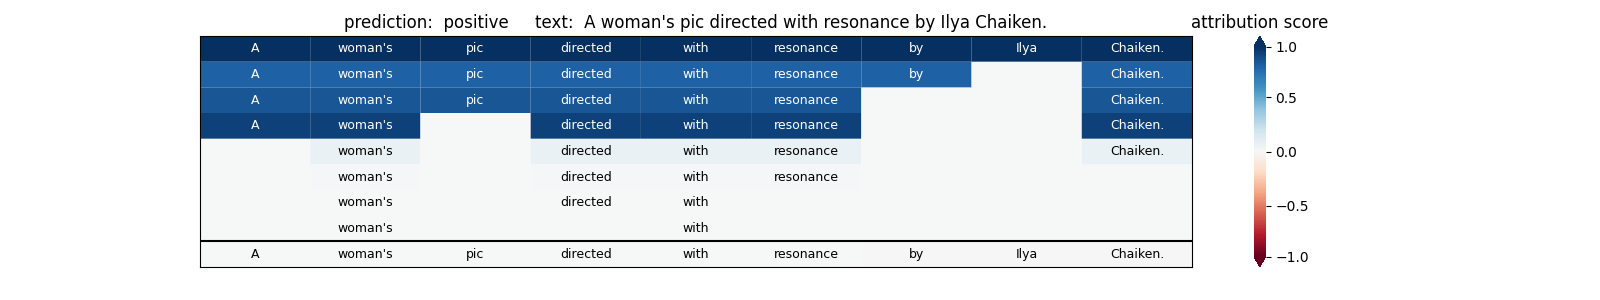 prediction:  positive     text:  A woman's pic directed with resonance by Ilya Chaiken.     attribution score
A woman's pic directed with resonance by Ilya Chaiken. 1.0
A woman's pic directed with resonance by Chaiken.
A woman's pic directed with resonance Chaiken. 0.5
A woman's directed with resonance Chaiken.
woman's directed with resonance Chaiken. 0.0
woman's directed with resonance
woman's directed with −0.5
woman's with
A woman's pic directed with resonance by Ilya Chaiken. −1.0